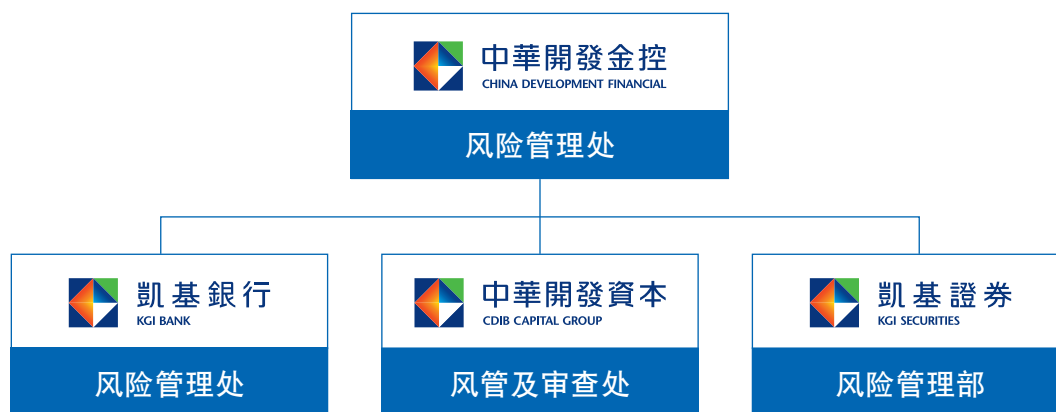 中華開發金控
CHINA DEVELOPMENT FINANCIAL
风险管理处
凱基銀行
KGI BANK
风险管理处
中華開發資本
CDIB CAPITAL GROUP
风管及审查处
凱基證券
KGI SECURITIES
风险管理部